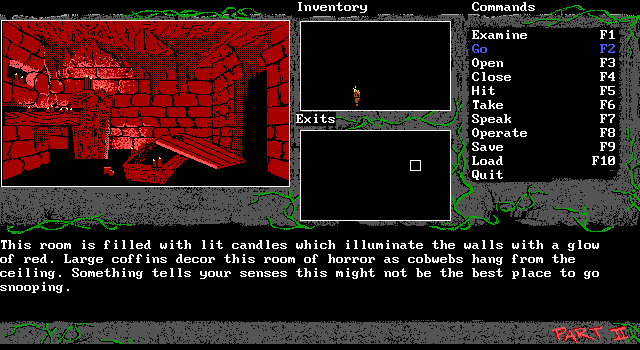 Inventory
Commands
Examine F1
Go F2
Open F3
Close F4
Hit F5
Take F6
Speak F7
Operate F8
Save F9
Load F10
Quit
Exits
This room is filled with lit candles which illuminate the walls with a glow
of red. Large coffins decor this room of horror as cobwebs hang from the
ceiling. Something tells your senses this might not be the best place to go
snooping.
PART II